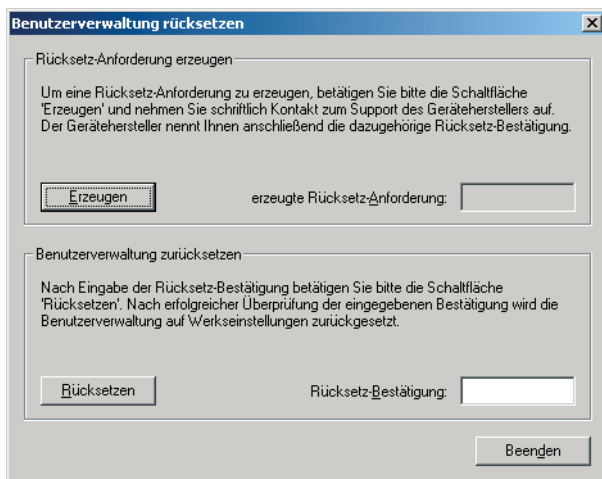 Benutzerverwaltung rücksetzen
Rücksetz-Anforderung erzeugen
Um eine Rücksetz-Anforderung zu erzeugen, betätigen Sie bitte die Schaltfläche
'Erzeugen' und nehmen Sie schriftlich Kontakt zum Support des Geräteherstellers auf.
Der Gerätehersteller nennt Ihnen anschließend die dazugehörige Rücksetz-Bestätigung.
Erzeugen
erzeugte Rücksetz-Anforderung:
Benutzerverwaltung zurücksetzen
Nach Eingabe der Rücksetz-Bestätigung betätigen Sie bitte die Schaltfläche
'Rücksetzen'. Nach erfolgreicher Überprüfung der eingegebenen Bestätigung wird die
Benutzerverwaltung auf Werkseinstellungen zurückgesetzt.
Rücksetzen
Rücksetz-Bestätigung:
Beenden